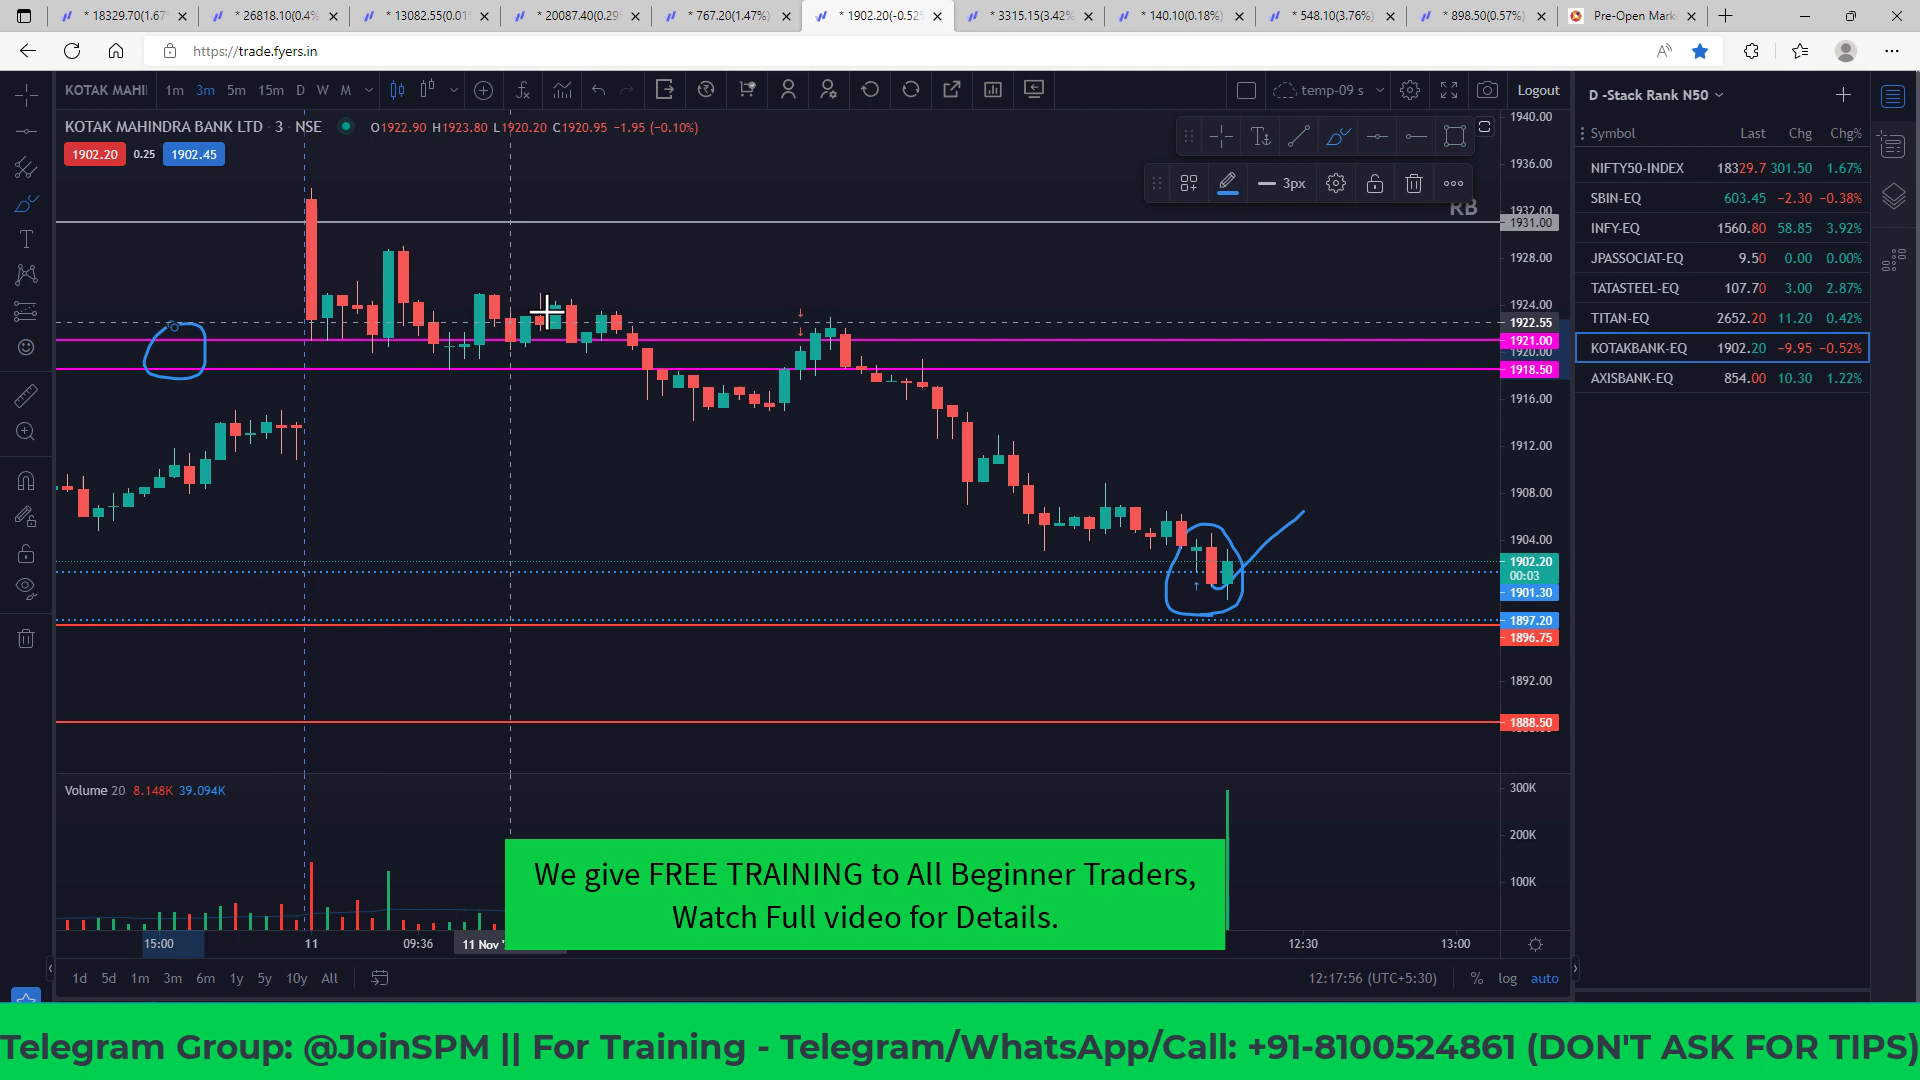 * 18329.70(1.67
* 26818.10(0.4%
* 13082.55(0.01
* 20087.40(0.29
* 767.20(1.47%)
* 1902.20(-0.52
* 3315.15(3.42%
* 140.10(0.18%)
* 548.10(3.76%)
* 898.50(0.57%)
Pre-Open Mark
https://trade.fyers.in
KOTAK MAHI 1m 3m 5m 15m D W M
temp-09 s
Logout
KOTAK MAHINDRA BANK LTD · 3 · NSE O1922.90 H1923.80 L1920.20 C1920.95 −1.95 (−0.10%)
1902.20 0.25 1902.45
3px
RB
1940.00
1936.00
1932.00
1931.00
1928.00
1924.00
1922.55
1921.00
1920.00
1918.50
1916.00
1912.00
1908.00
1904.00
1902.20
00:03
1901.30
1897.20
1896.75
1892.00
1888.50
Volume 20 8.148K 39.094K
300K
200K
100K
15:00 11 09:36 11 Nov 12:30 13:00
1d 5d 1m 3m 6m 1y 5y 10y All
12:17:56 (UTC+5:30) % log auto
D -Stack Rank N50
Symbol Last Chg Chg%
NIFTY50-INDEX 18329.7 301.50 1.67%
SBIN-EQ 603.45 −2.30 −0.38%
INFY-EQ 1560.80 58.85 3.92%
JPASSOCIAT-EQ 9.50 0.00 0.00%
TATASTEEL-EQ 107.70 3.00 2.87%
TITAN-EQ 2652.20 11.20 0.42%
KOTAKBANK-EQ 1902.20 −9.95 −0.52%
AXISBANK-EQ 854.00 10.30 1.22%
We give FREE TRAINING to All Beginner Traders,
Watch Full video for Details.
Telegram Group: @JoinSPM || For Training - Telegram/WhatsApp/Call: +91-8100524861 (DON'T ASK FOR TIPS)